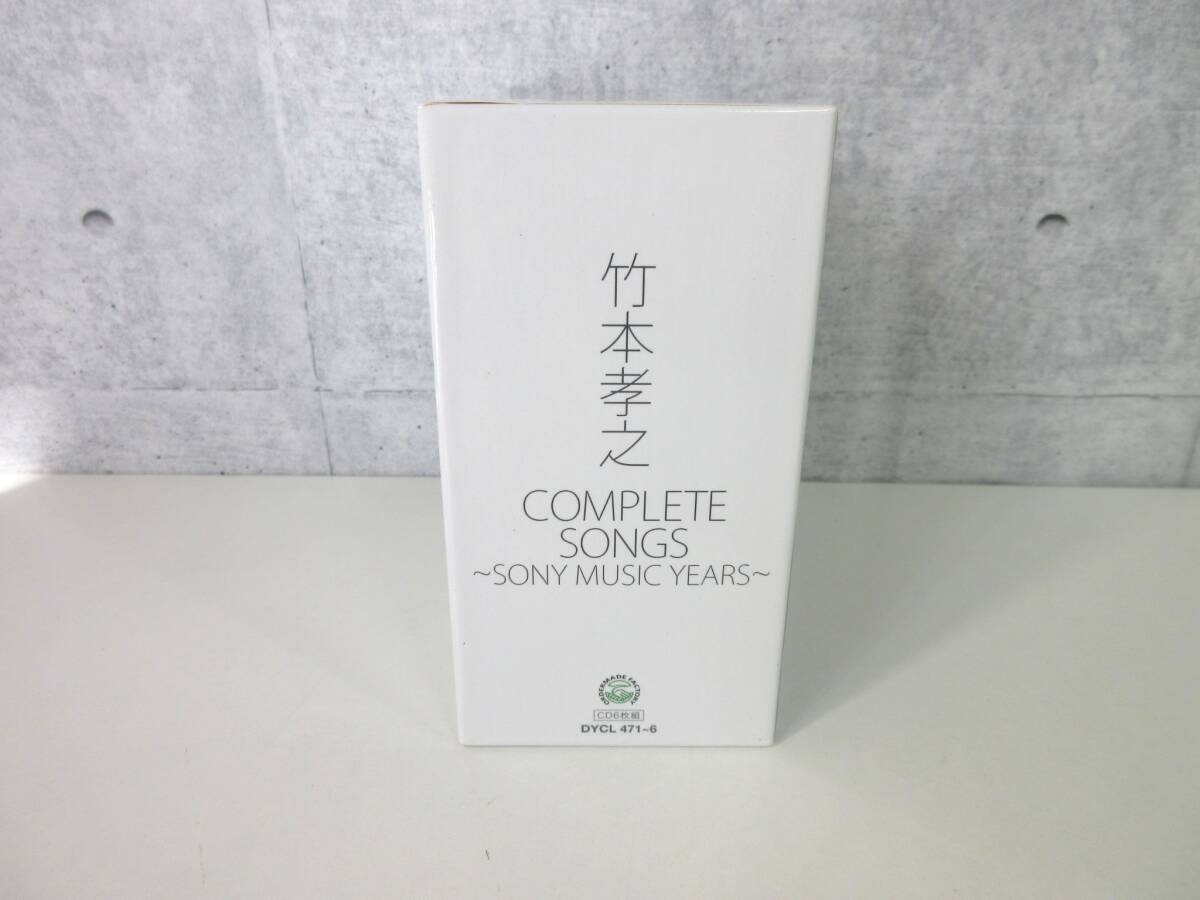 竹本孝之
COMPLETE
SONGS
~SONY MUSIC YEARS~
ORDERMADE FACTORY
CD6枚組
DYCL 471~6